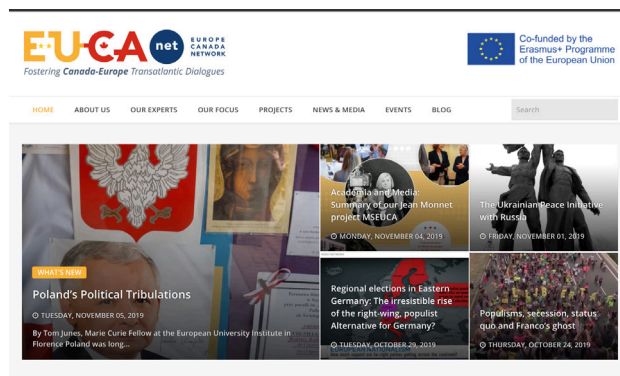 EU-CA net EUROPE
CANADA
NETWORK
Fostering Canada-Europe Transatlantic Dialogues
Co-funded by the
Erasmus+ Programme
of the European Union
HOME ABOUT US OUR EXPERTS OUR FOCUS PROJECTS NEWS & MEDIA EVENTS BLOG Search
WHAT'S NEW
Poland's Political Tribulations
TUESDAY, NOVEMBER 05, 2019
By Tom Junes, Marie Curie Fellow at the European University Institute in
Florence Poland was long...
Academia and Media:
Summary of our Jean Monnet
project MSEUCA
MONDAY, NOVEMBER 04, 2019
The Ukrainian Peace Initiative
with Russia
FRIDAY, NOVEMBER 01, 2019
Regional elections in Eastern
Germany: The irresistible rise
of the right-wing, populist
Alternative for Germany?
TUESDAY, OCTOBER 29, 2019
EUROPEAN NATIONALISM
Populisms, secession, status
quo and Franco's ghost
THURSDAY, OCTOBER 24, 2019